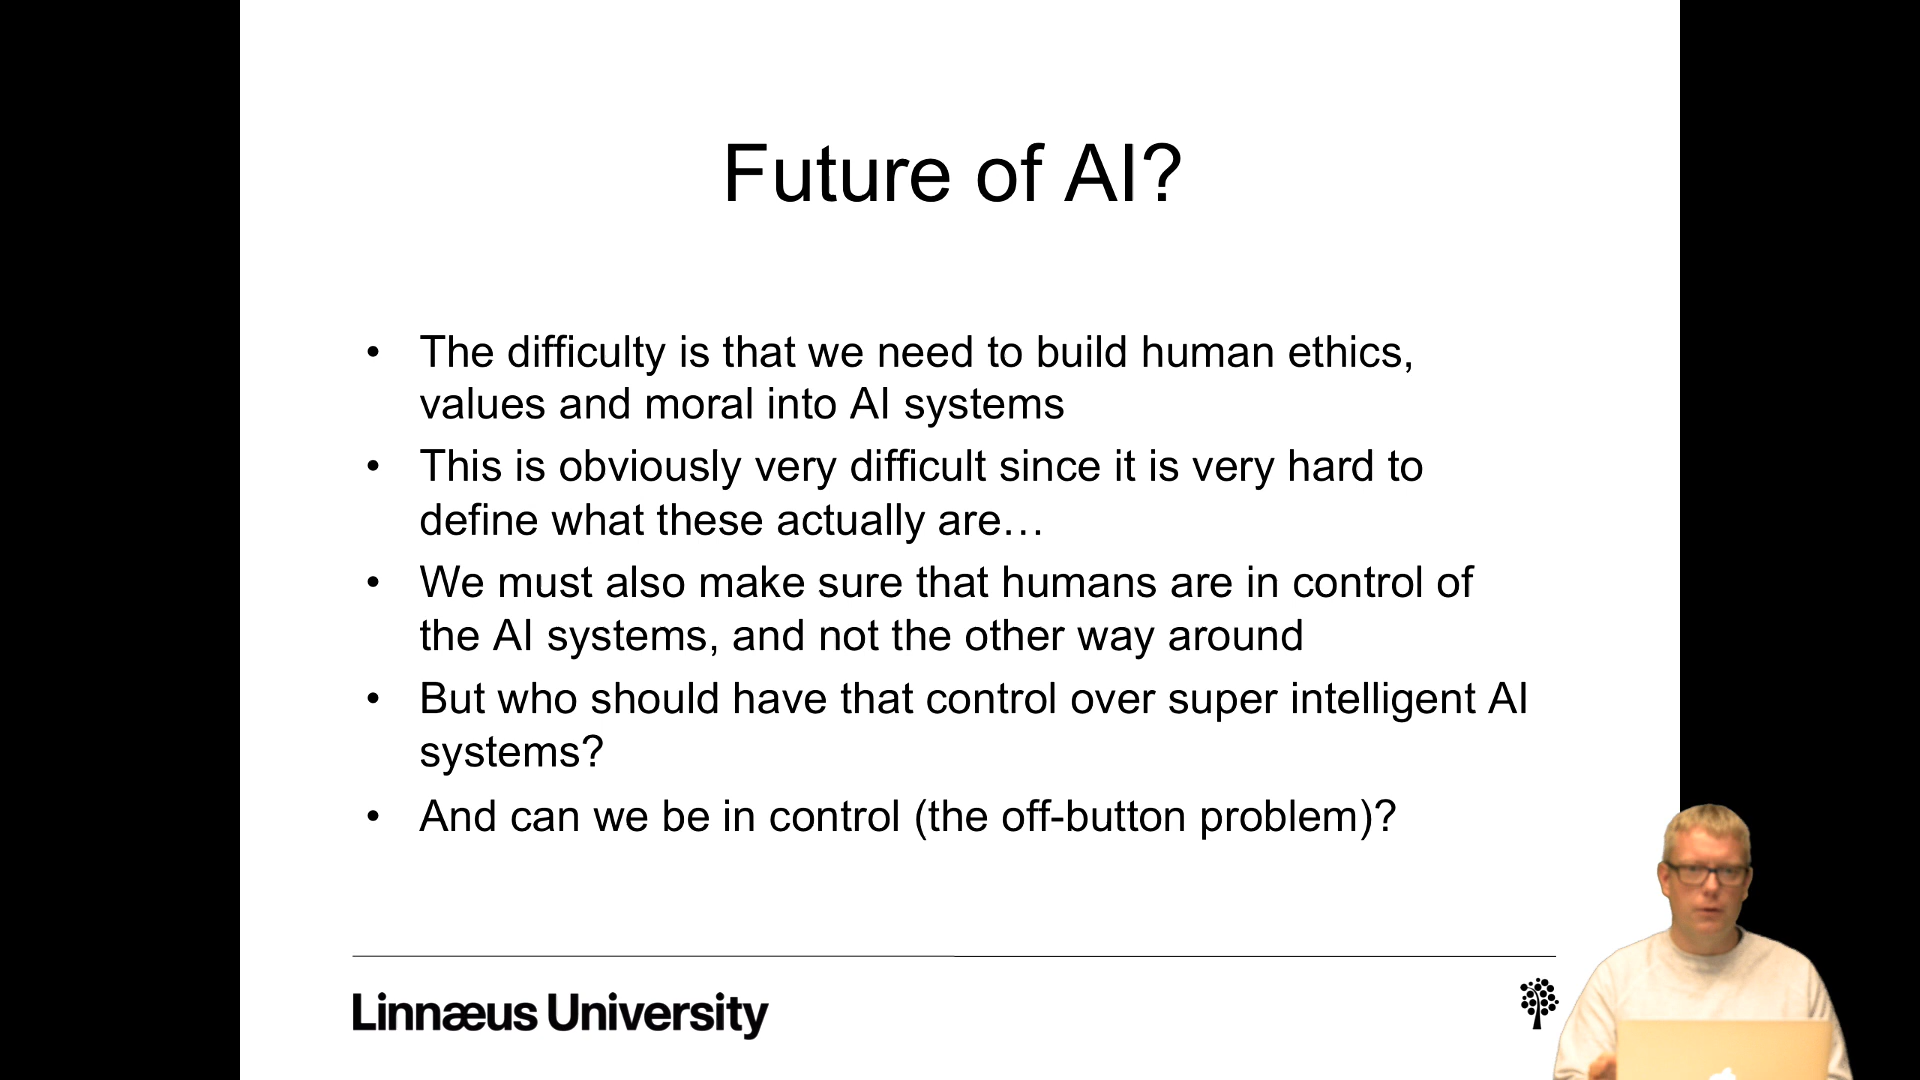 Future of AI?
• The difficulty is that we need to build human ethics,
values and moral into AI systems
• This is obviously very difficult since it is very hard to
define what these actually are…
• We must also make sure that humans are in control of
the AI systems, and not the other way around
• But who should have that control over super intelligent AI
systems?
• And can we be in control (the off-button problem)?
Linnæus University